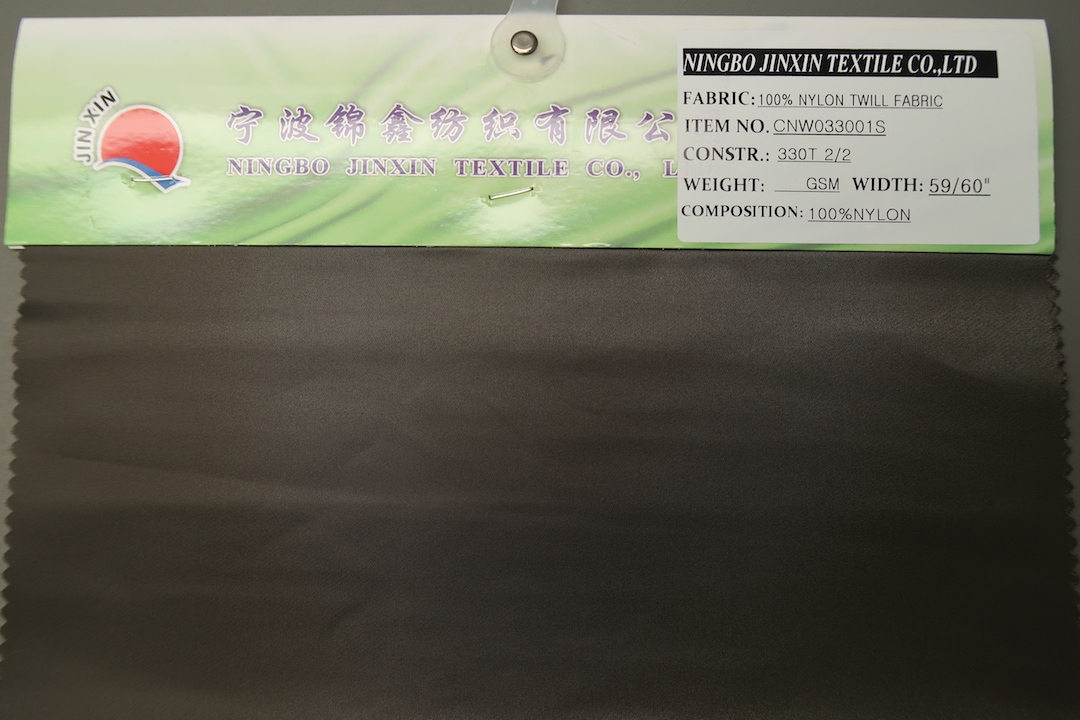 JIN XIN
宁波锦鑫纺织有限公
NINGBO JINXIN TEXTILE CO., L
NINGBO JINXIN TEXTILE CO.,LTD
FABRIC: 100% NYLON TWILL FABRIC
ITEM NO. CNW033001S
CONSTR.: 330T 2/2
WEIGHT: GSM WIDTH: 59/60"
COMPOSITION: 100%NYLON